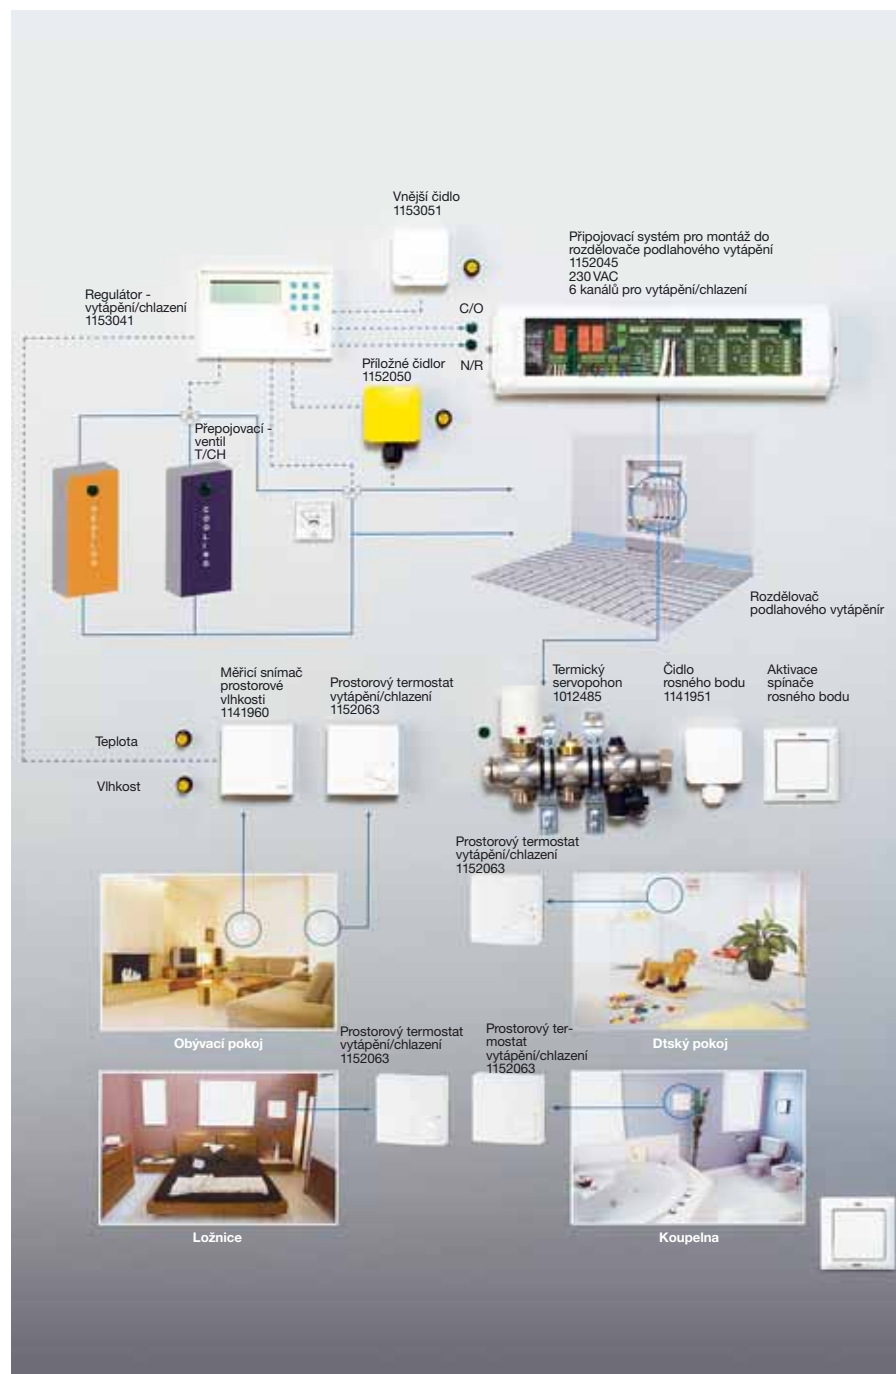 Vnější čidlo
1153051
Připojovací systém pro montáž do
rozdělovače podlahového vytápění
1152045
230 VAC
6 kanálů pro vytápění/chlazení
Regulátor -
vytápění/chlazení
1153041
C/O
N/R
Příložné čidlor
1152050
Přepojovací -
ventil
T/CH
Rozdělovač
podlahového vytápěnír
Měřicí snímač
prostorové
vlhkosti
1141960
Prostorový termostat
vytápění/chlazení
1152063
Termický
servopohon
1012485
Čidlo
rosného bodu
1141951
Aktivace
spínače
rosného bodu
Teplota
Vlhkost
Prostorový termostat
vytápění/chlazení
1152063
Obývací pokoj
Dtský pokoj
Prostorový termostat
vytápění/chlazení
1152063
Prostorový ter-
mostat
vytápění/chlazení
1152063
Ložnice
Koupelna